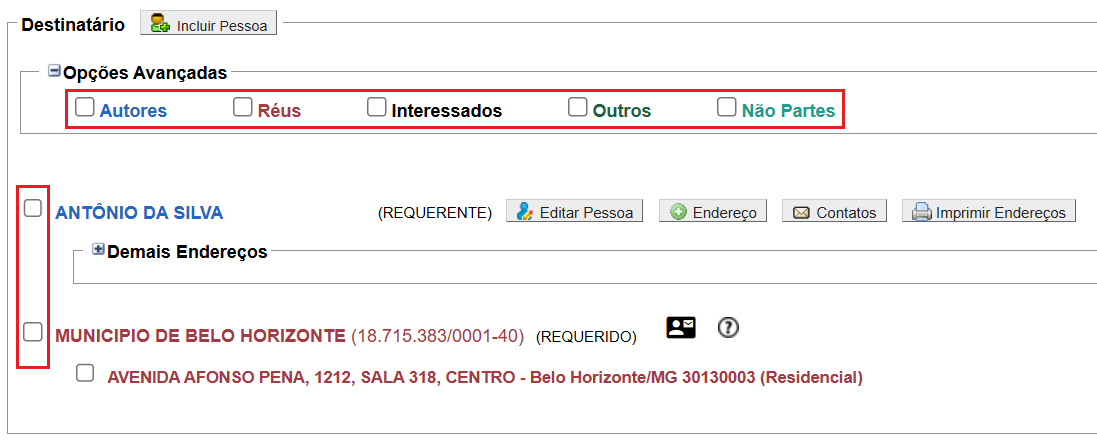 Destinatário Incluir Pessoa
Opções Avançadas
Autores Réus Interessados Outros Não Partes
ANTÔNIO DA SILVA (REQUERENTE) Editar Pessoa Endereço Contatos Imprimir Endereços
Demais Endereços
MUNICIPIO DE BELO HORIZONTE (18.715.383/0001-40) (REQUERIDO) ?
AVENIDA AFONSO PENA, 1212, SALA 318, CENTRO - Belo Horizonte/MG 30130003 (Residencial)